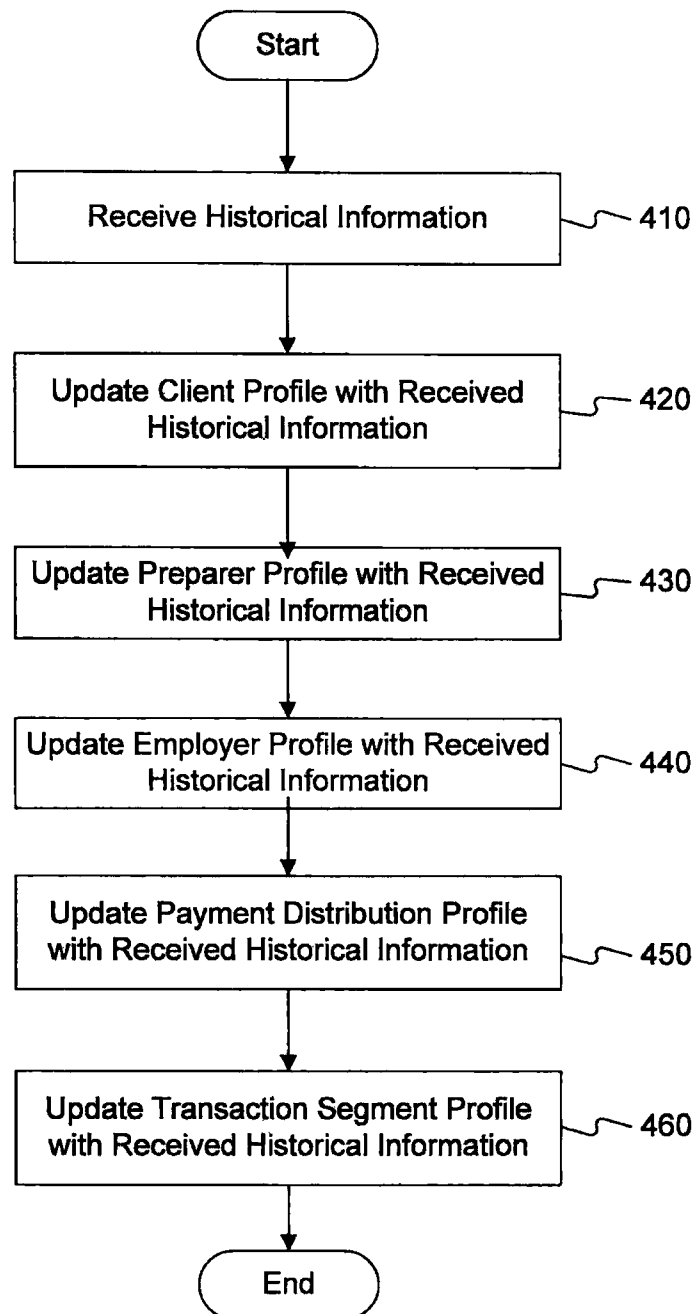 Start
Receive Historical Information
410
Update Client Profile with Received
Historical Information
420
Update Preparer Profile with Received
Historical Information
430
Update Employer Profile with Received
Historical Information
440
Update Payment Distribution Profile
with Received Historical Information
450
Update Transaction Segment Profile
with Received Historical Information
460
End